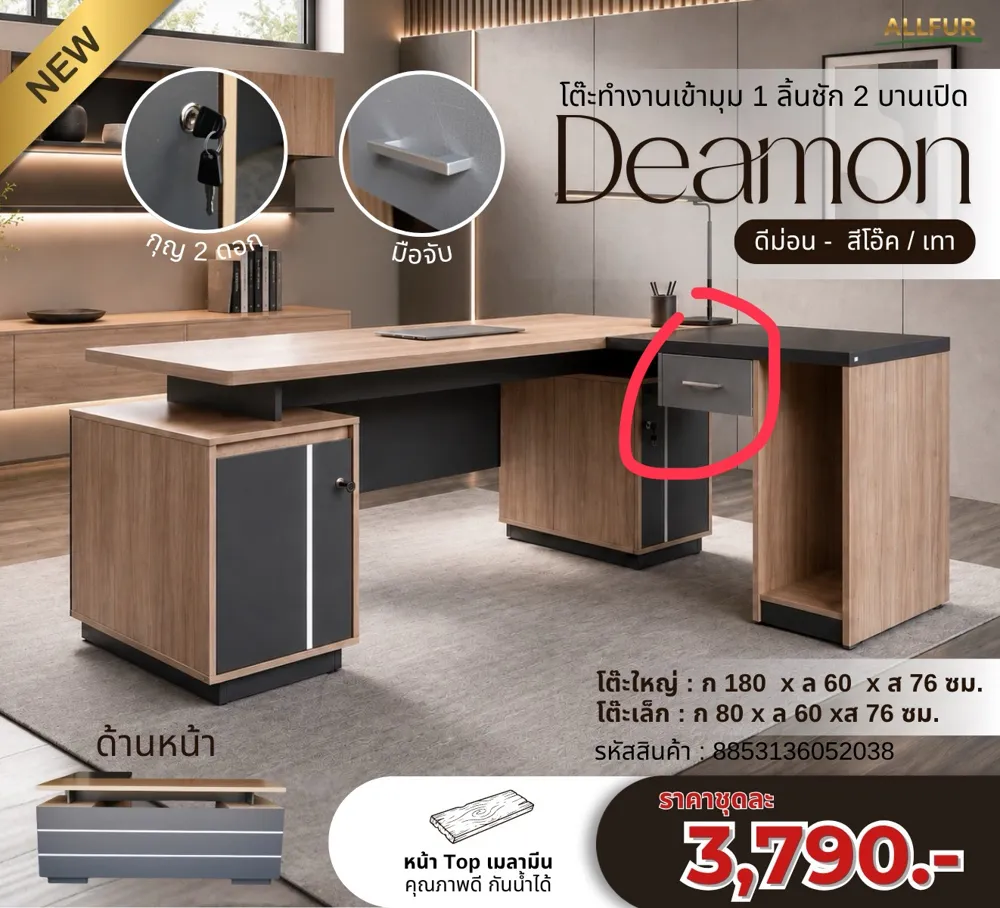 NEW
ALLFUR
โต๊ะทำงานเข้ามุม 1 ลิ้นชัก 2 บานเปิด
Deamon
ดีม่อน - สีโอ๊ค / เทา
กุญ 2 ดอก
มือจับ
โต๊ะใหญ่ : ก 180 x ล 60 x ส 76 ซม.
โต๊ะเล็ก : ก 80 x ล 60 xส 76 ซม.
รหัสสินค้า : 8853136052038
ด้านหน้า
หน้า Top เมลามีน
คุณภาพดี กันน้ำได้
ราคาชุดละ
3,790.-